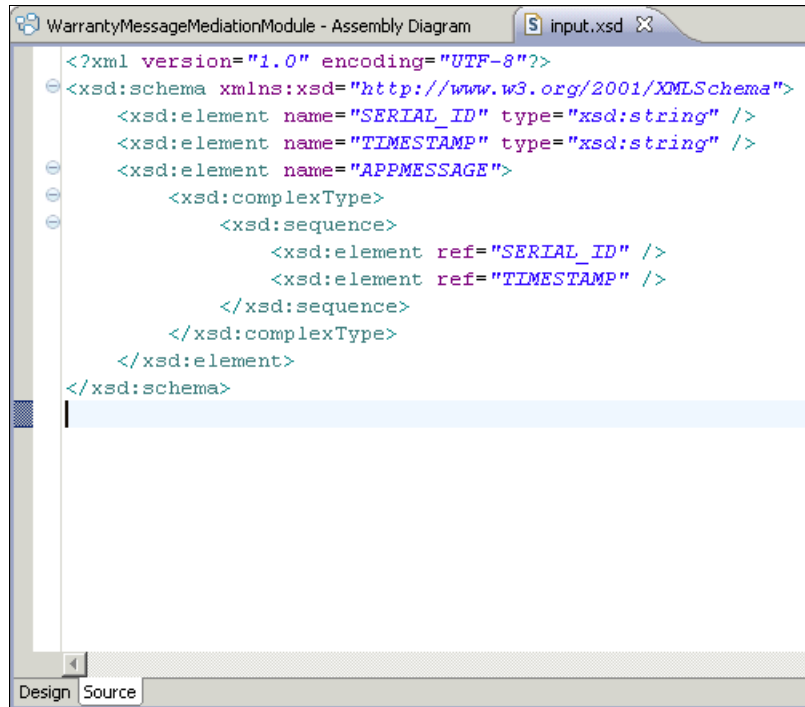 WarrantyMessageMediationModule - Assembly Diagram
S input.xsd
<?xml version="1.0" encoding="UTF-8"?>
<xsd:schema xmlns:xsd="http://www.w3.org/2001/XMLSchema">
<xsd:element name="SERIAL_ID" type="xsd:string" />
<xsd:element name="TIMESTAMP" type="xsd:string" />
<xsd:element name="APPMESSAGE">
<xsd:complexType>
<xsd:sequence>
<xsd:element ref="SERIAL_ID" />
<xsd:element ref="TIMESTAMP" />
</xsd:sequence>
</xsd:complexType>
</xsd:element>
</xsd:schema>
Design Source